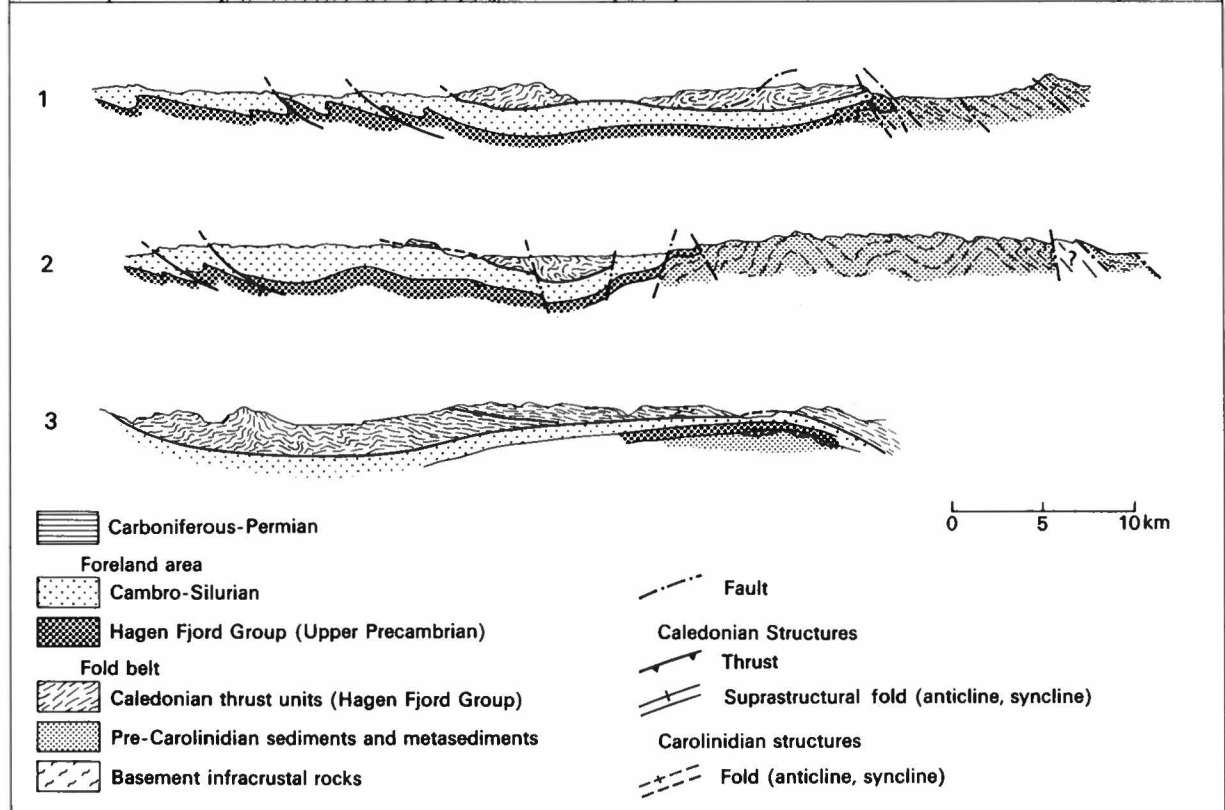 1
2
?
3
0 5 10 km
Carboniferous-Permian
Foreland area
Cambro-Silurian
Hagen Fjord Group (Upper Precambrian)
Fold belt
Caledonian thrust units (Hagen Fjord Group)
Pre-Carolinidian sediments and metasediments
Basement infracrustal rocks
Fault
Caledonian Structures
Thrust
Suprastructural fold (anticline, syncline)
Carolinidian structures
Fold (anticline, syncline)